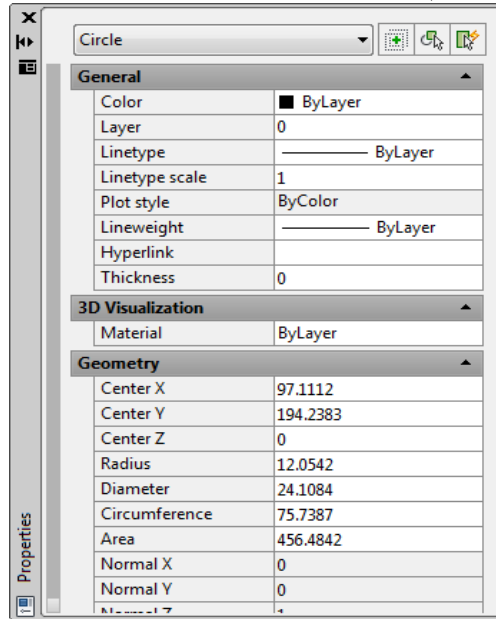 Circle
General
Color ByLayer
Layer 0
Linetype ByLayer
Linetype scale 1
Plot style ByColor
Lineweight ByLayer
Hyperlink
Thickness 0
3D Visualization
Material ByLayer
Geometry
Center X 97.1112
Center Y 194.2383
Center Z 0
Radius 12.0542
Diameter 24.1084
Circumference 75.7387
Area 456.4842
Normal X 0
Normal Y 0
Normal Z 1
Properties